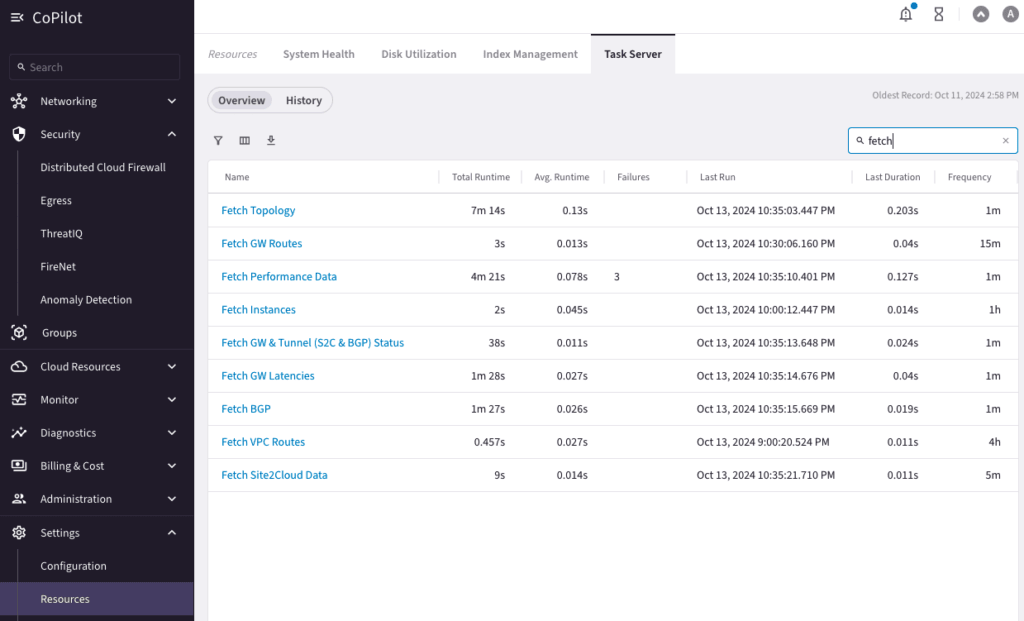 CoPilot
Search
Networking
Security
Distributed Cloud Firewall
Egress
ThreatIQ
FireNet
Anomaly Detection
Groups
Cloud Resources
Monitor
Diagnostics
Billing & Cost
Administration
Settings
Configuration
Resources
A
Resources System Health Disk Utilization Index Management Task Server
Overview History
Oldest Record: Oct 11, 2024 2:58 PM
fetch
Name Total Runtime Avg. Runtime Failures Last Run Last Duration Frequency
Fetch Topology 7m 14s 0.13s Oct 13, 2024 10:35:03.447 PM 0.203s 1m
Fetch GW Routes 3s 0.013s Oct 13, 2024 10:30:06.160 PM 0.04s 15m
Fetch Performance Data 4m 21s 0.078s 3 Oct 13, 2024 10:35:10.401 PM 0.127s 1m
Fetch Instances 2s 0.045s Oct 13, 2024 10:00:12.447 PM 0.014s 1h
Fetch GW & Tunnel (S2C & BGP) Status 38s 0.011s Oct 13, 2024 10:35:13.648 PM 0.024s 1m
Fetch GW Latencies 1m 28s 0.027s Oct 13, 2024 10:35:14.676 PM 0.04s 1m
Fetch BGP 1m 27s 0.026s Oct 13, 2024 10:35:15.669 PM 0.019s 1m
Fetch VPC Routes 0.457s 0.027s Oct 13, 2024 9:00:20.524 PM 0.011s 4h
Fetch Site2Cloud Data 9s 0.014s Oct 13, 2024 10:35:21.710 PM 0.011s 5m